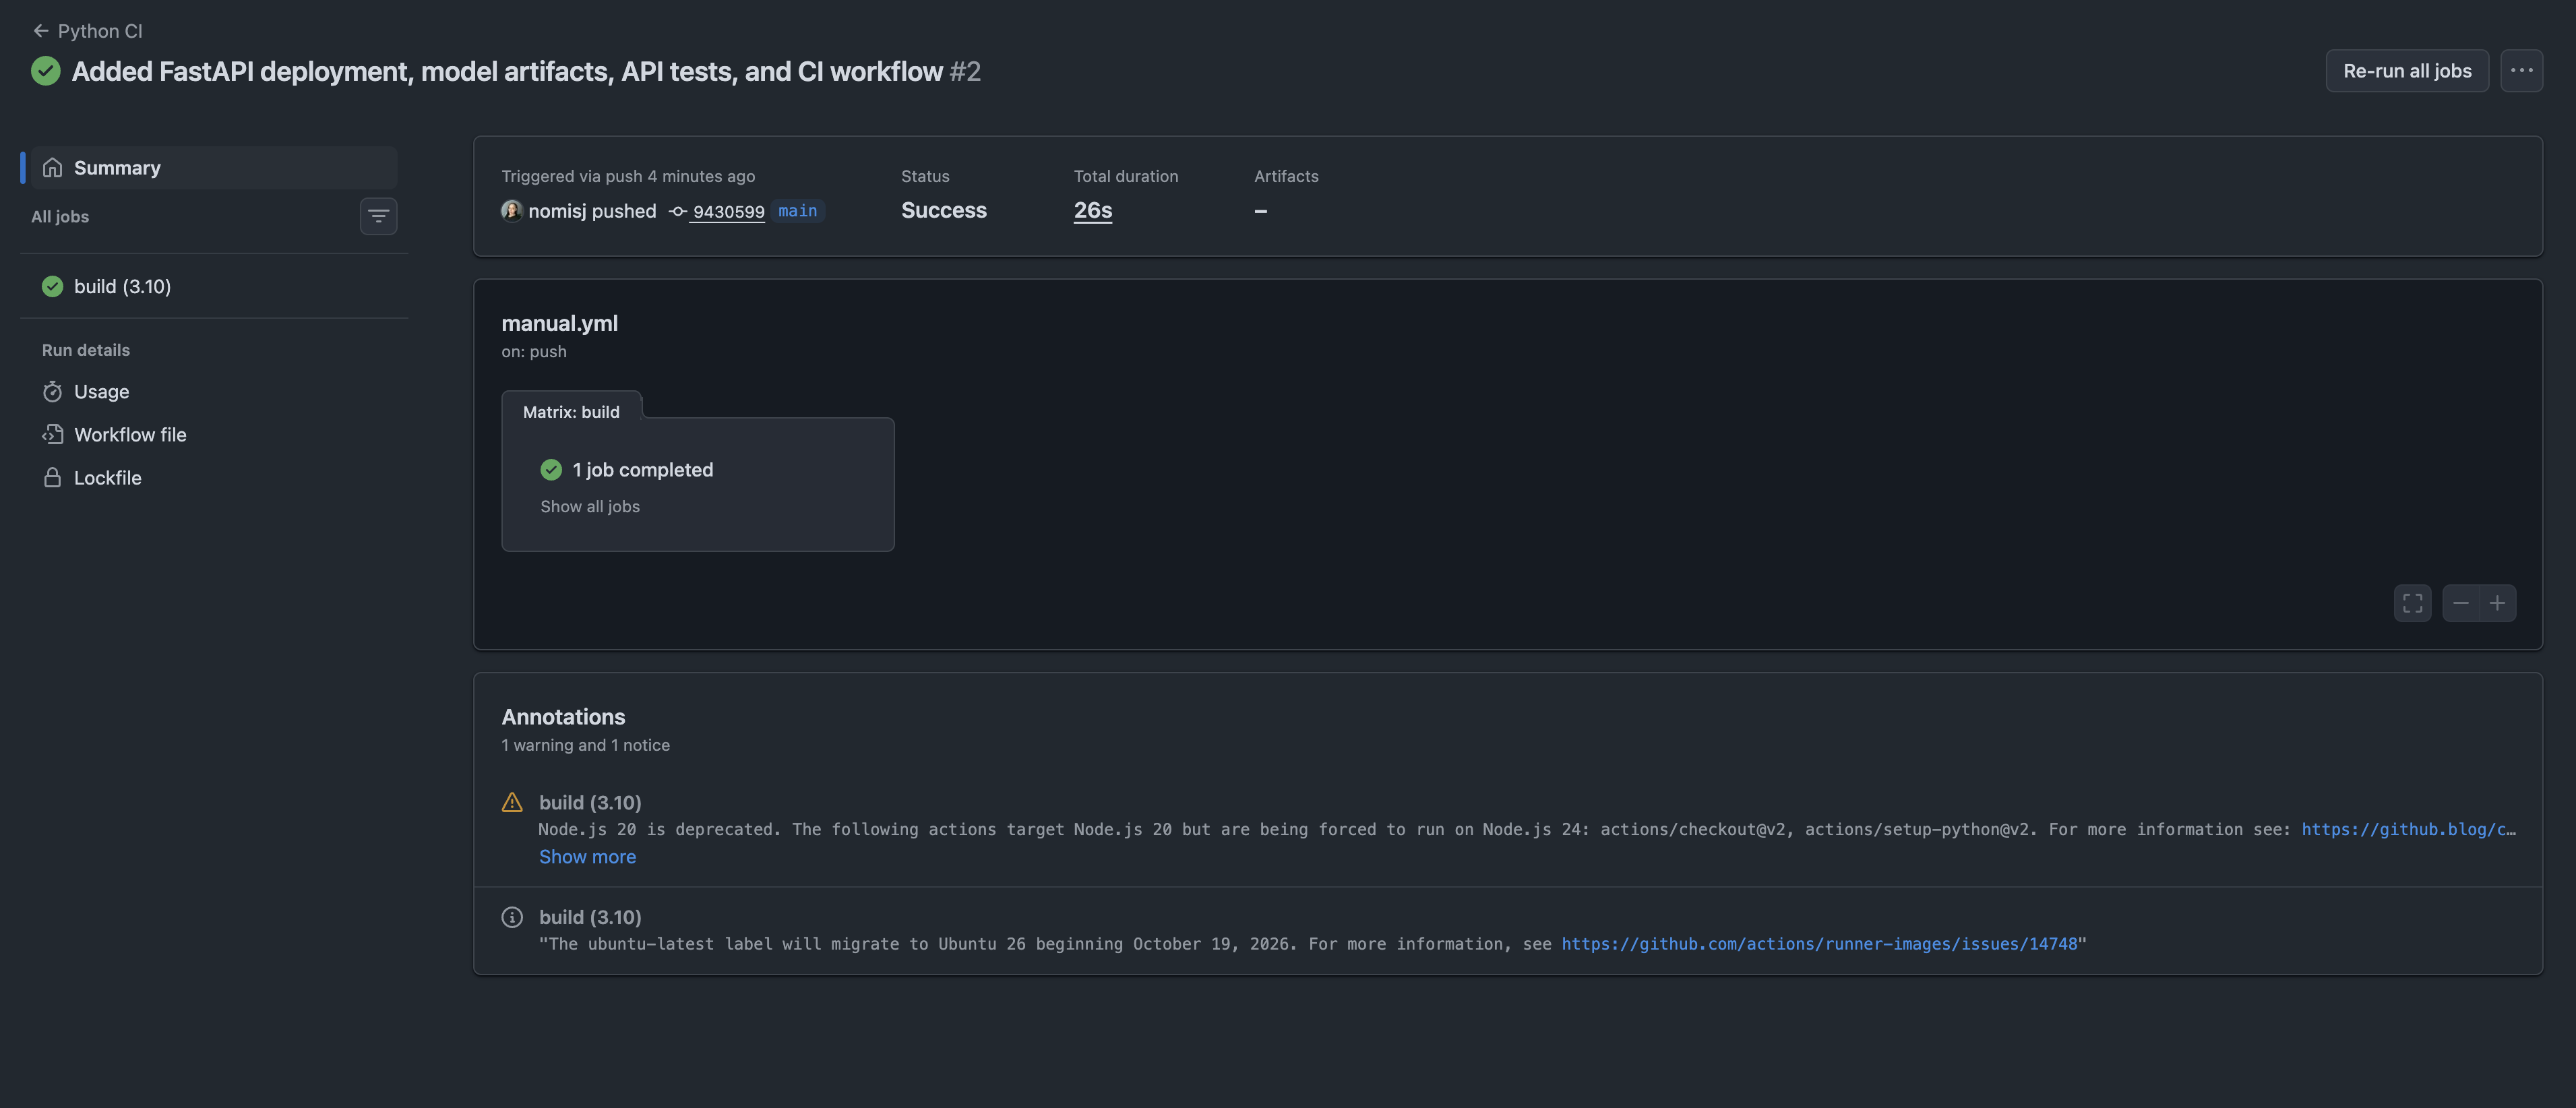 Python CI
Added FastAPI deployment, model artifacts, API tests, and CI workflow #2
Re-run all jobs
Summary
All jobs
build (3.10)
Run details
Usage
Workflow file
Lockfile
Triggered via push 4 minutes ago
nomisj pushed 9430599 main
Status
Success
Total duration
26s
Artifacts
–
manual.yml
on: push
Matrix: build
1 job completed
Show all jobs
Annotations
1 warning and 1 notice
build (3.10)
Node.js 20 is deprecated. The following actions target Node.js 20 but are being forced to run on Node.js 24: actions/checkout@v2, actions/setup-python@v2. For more information see: https://github.blog/c…
Show more
build (3.10)
"The ubuntu-latest label will migrate to Ubuntu 26 beginning October 19, 2026. For more information, see https://github.com/actions/runner-images/issues/14748"